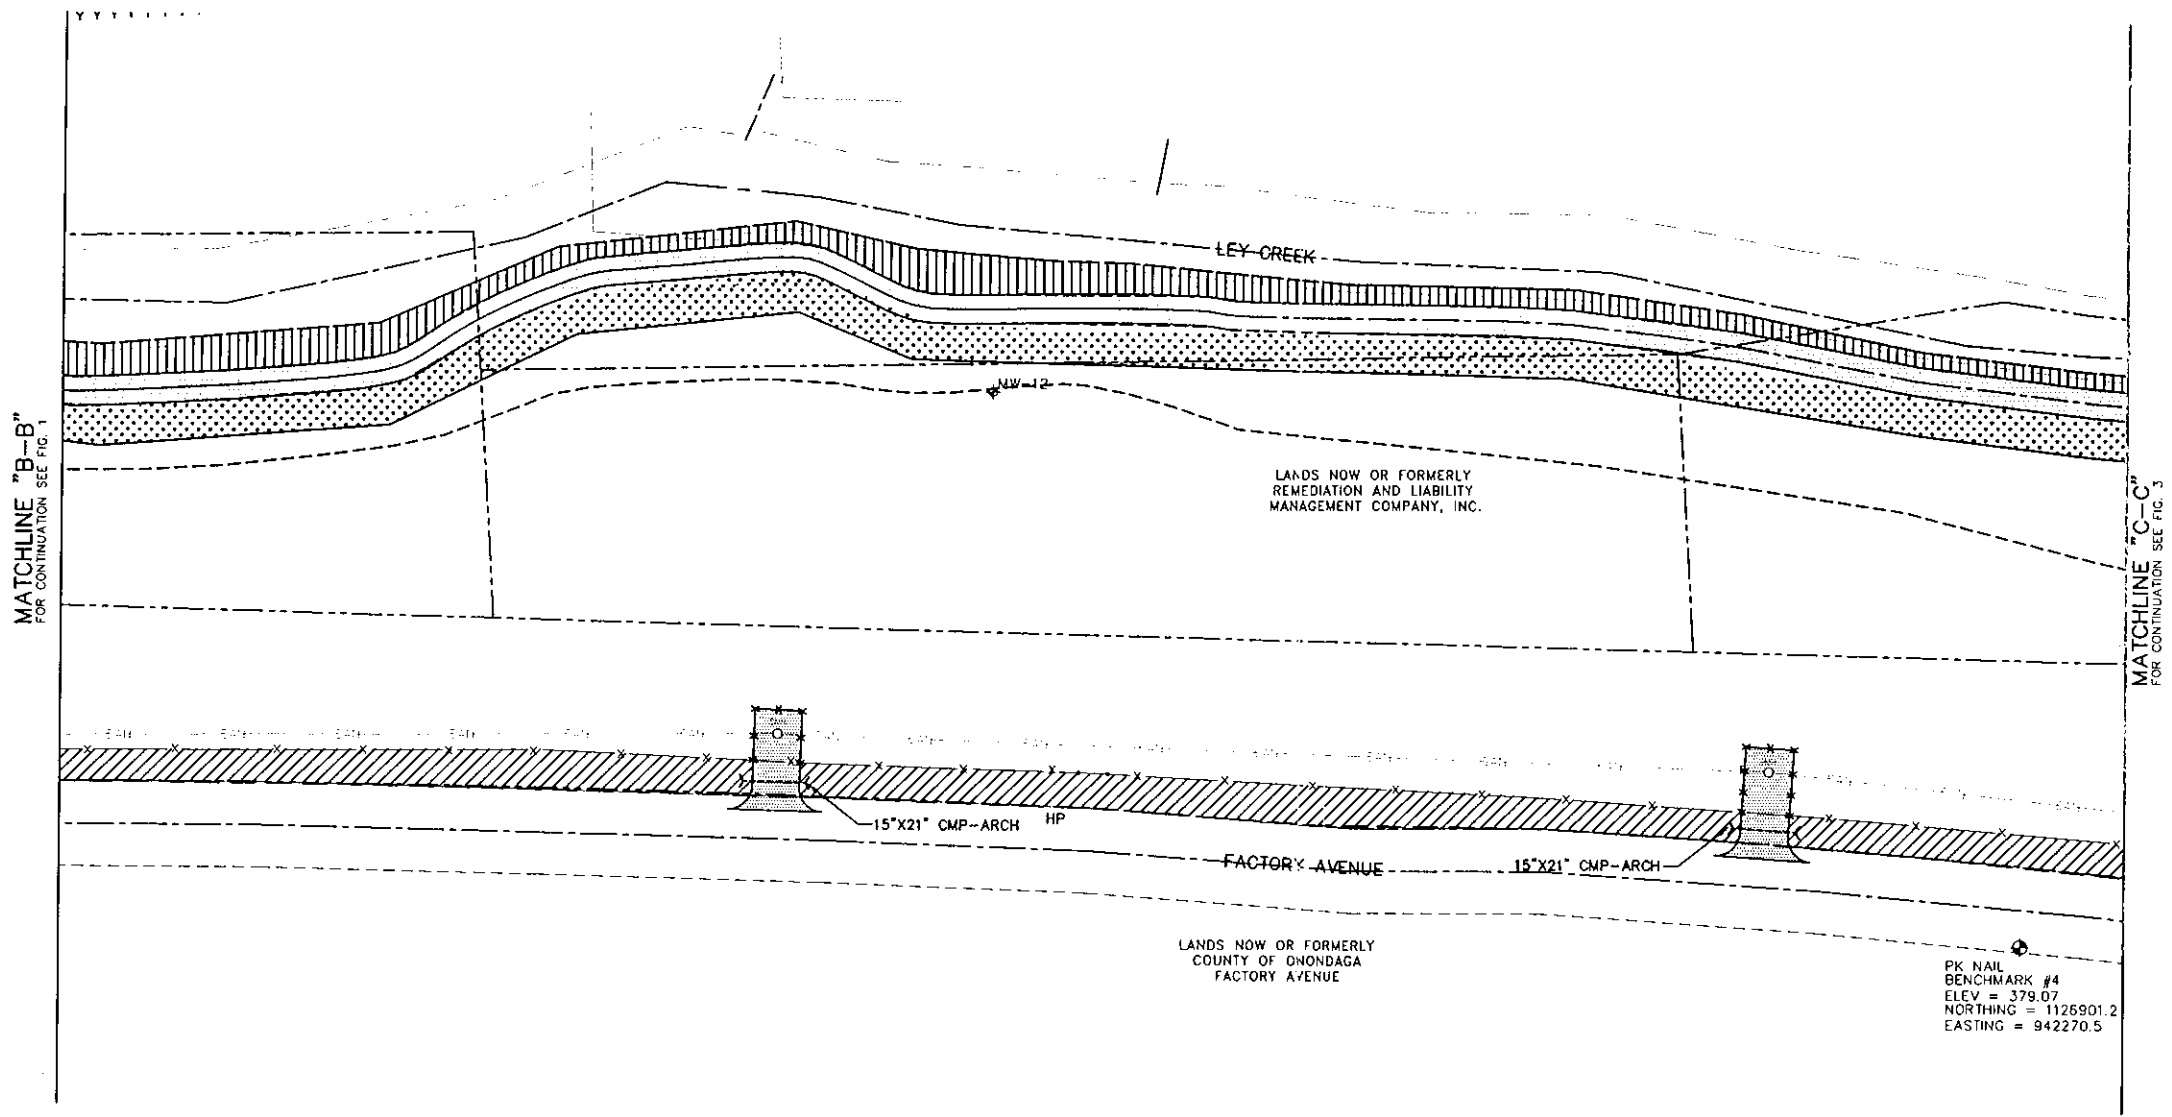 LEY CREEK
MW-12
MATCHLINE "B-B"
FOR CONTINUATION SEE FIG. 1
LANDS NOW OR FORMERLY
REMEDIATION AND LIABILITY
MANAGEMENT COMPANY, INC.
MATCHLINE "C-C"
FOR CONTINUATION SEE FIG. 3
15"X21" CMP-ARCH
HP
FACTORY AVENUE
15"X21" CMP-ARCH
LANDS NOW OR FORMERLY
COUNTY OF ONONDAGA
FACTORY AVENUE
PK NAIL
BENCHMARK #4
ELEV = 379.07
NORTHING = 1126901.2
EASTING = 942270.5